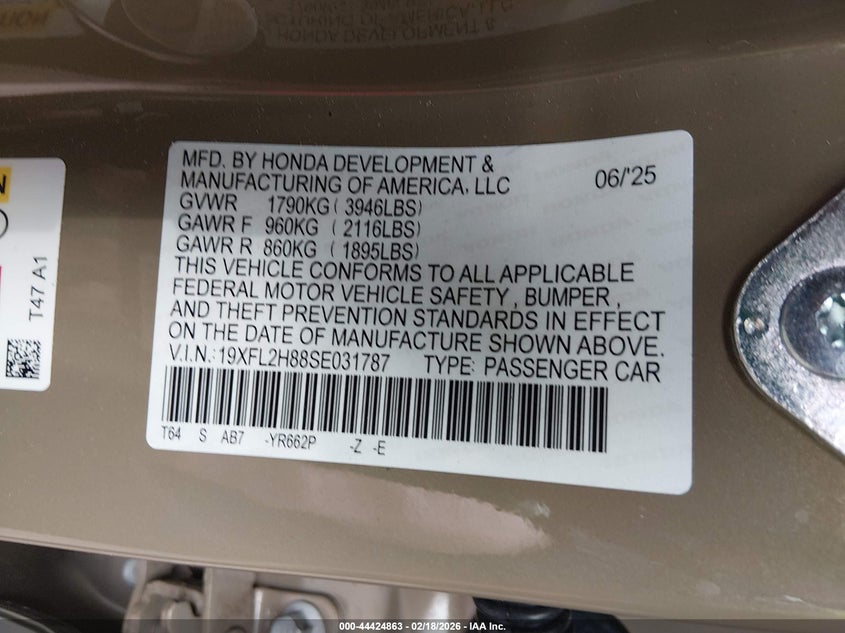 MFD. BY HONDA DEVELOPMENT &
MANUFACTURING OF AMERICA, LLC 06/'25
GVWR 1790KG ( 3946LBS)
GAWR F 960KG ( 2116LBS)
GAWR R 860KG ( 1895LBS)
THIS VEHICLE CONFORMS TO ALL APPLICABLE
FEDERAL MOTOR VEHICLE SAFETY, BUMPER,
AND THEFT PREVENTION STANDARDS IN EFFECT
ON THE DATE OF MANUFACTURE SHOWN ABOVE.
V.I.N.: 19XFL2H88SE031787 TYPE: PASSENGER CAR
T64 S AB7 -YR662P -Z -E
T47 A1
000-44424863 - 02/18/2026 - IAA Inc.